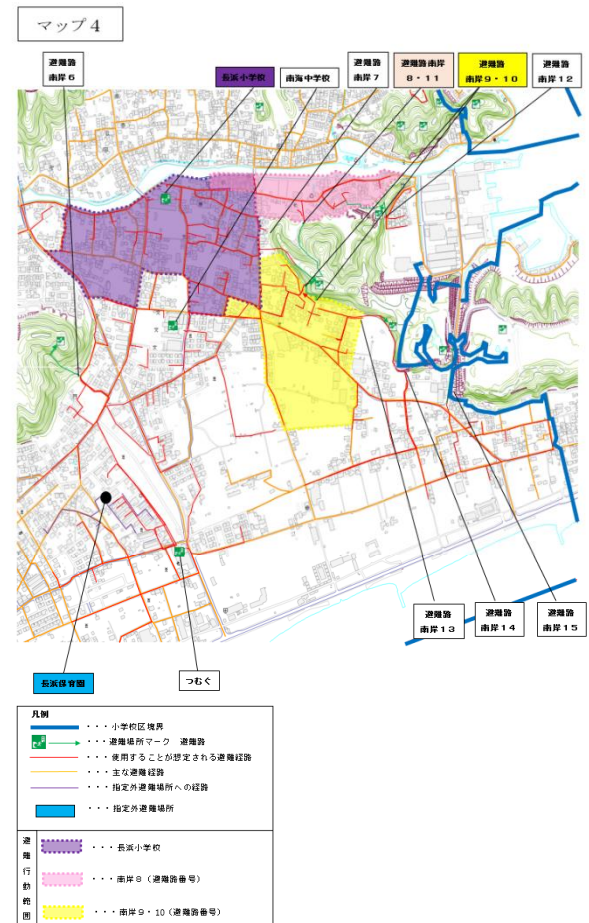 マップ４
避難路
南岸６
長浜小学校
南海中学校
避難路
南岸７
避難路南岸
８・１１
避難路
南岸９・１０
避難路
南岸１２
避難路
南岸１３
避難路
南岸１４
避難路
南岸１５
長浜保育園
つむぐ
凡例
・・・小学校区境界
・・・避難場所マーク　避難路
・・・使用することが想定される避難経路
・・・主な避難経路
・・・指定外避難場所への経路
・・・指定外避難場所
避難行動範囲
・・・長浜小学校
・・・南岸８（避難路番号）
・・・南岸９・10（避難路番号）